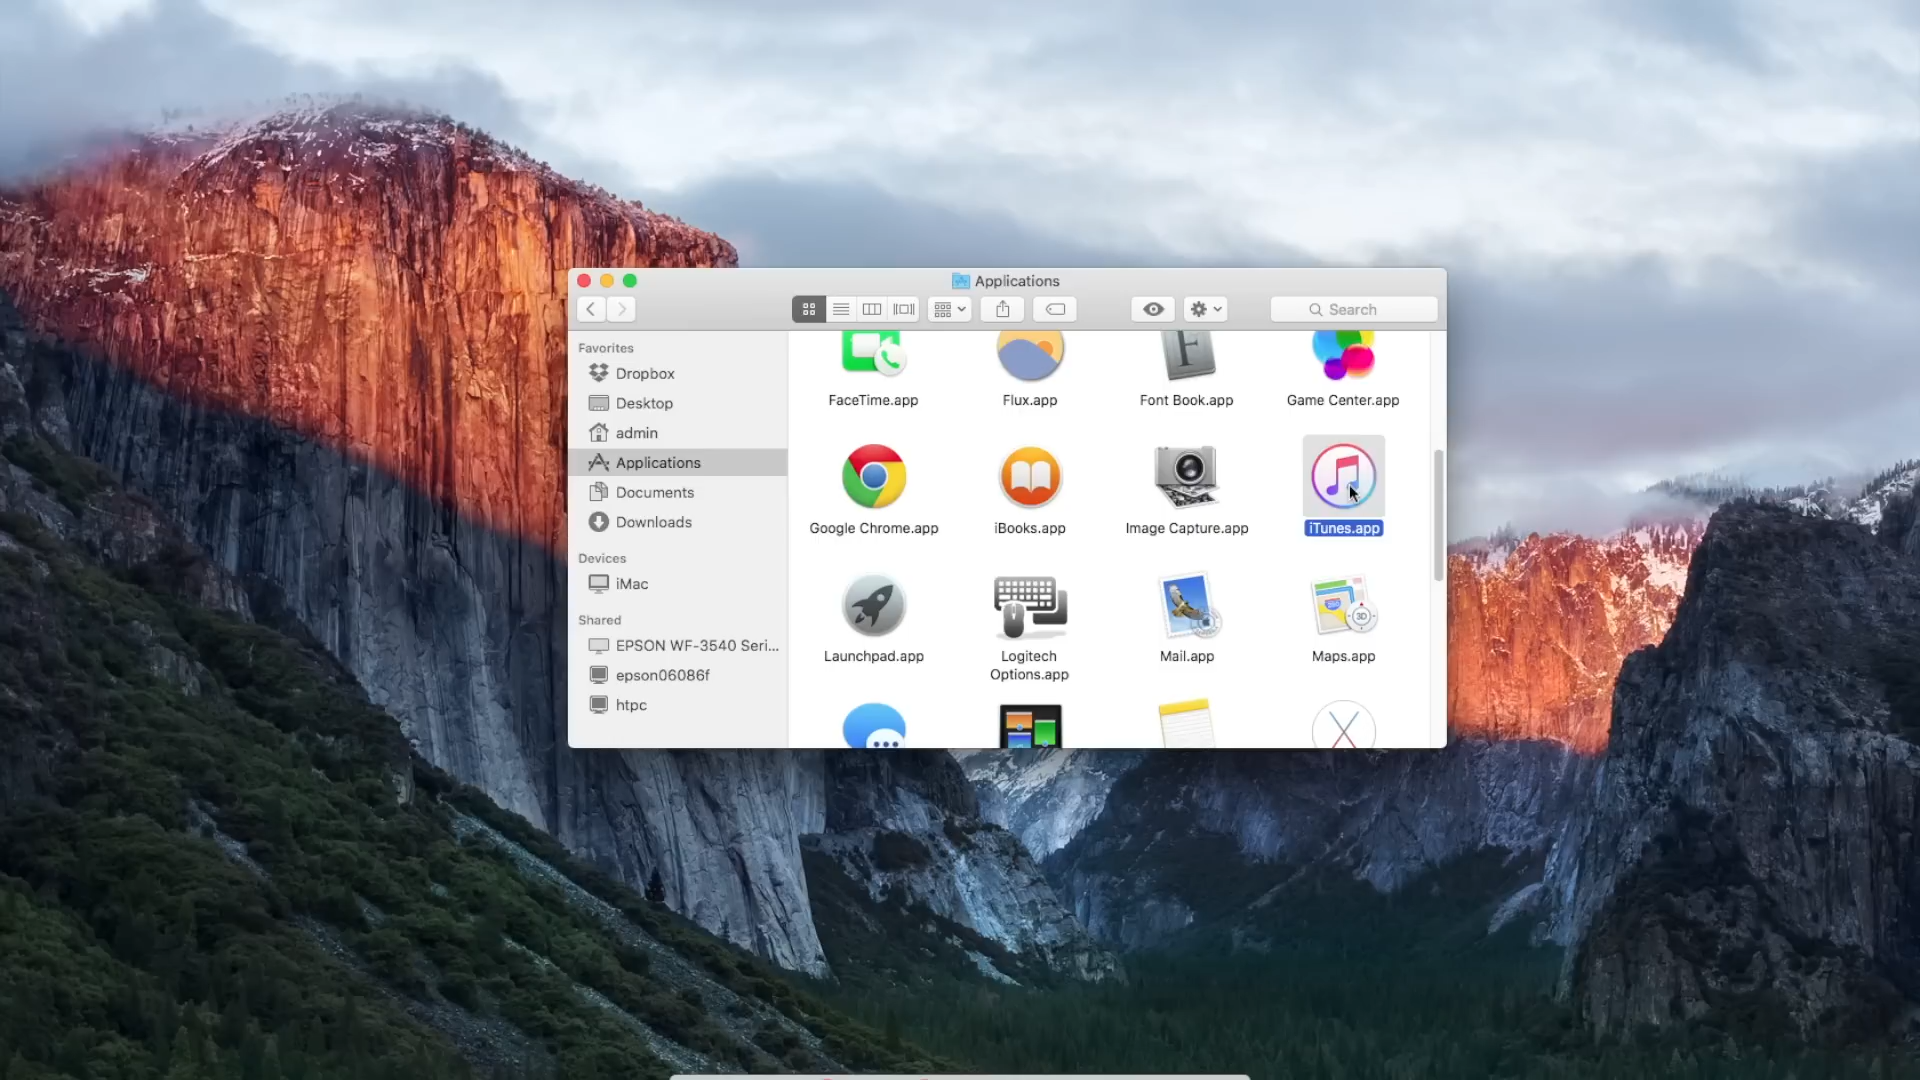 Applications
Search
Favorites
Dropbox
Desktop
admin
Applications
Documents
Downloads
Devices
iMac
Shared
EPSON WF-3540 Seri...
epson06086f
htpc
FaceTime.app
Flux.app
Font Book.app
Game Center.app
Google Chrome.app
iBooks.app
Image Capture.app
iTunes.app
Launchpad.app
Logitech
Options.app
Mail.app
Maps.app
F
3D